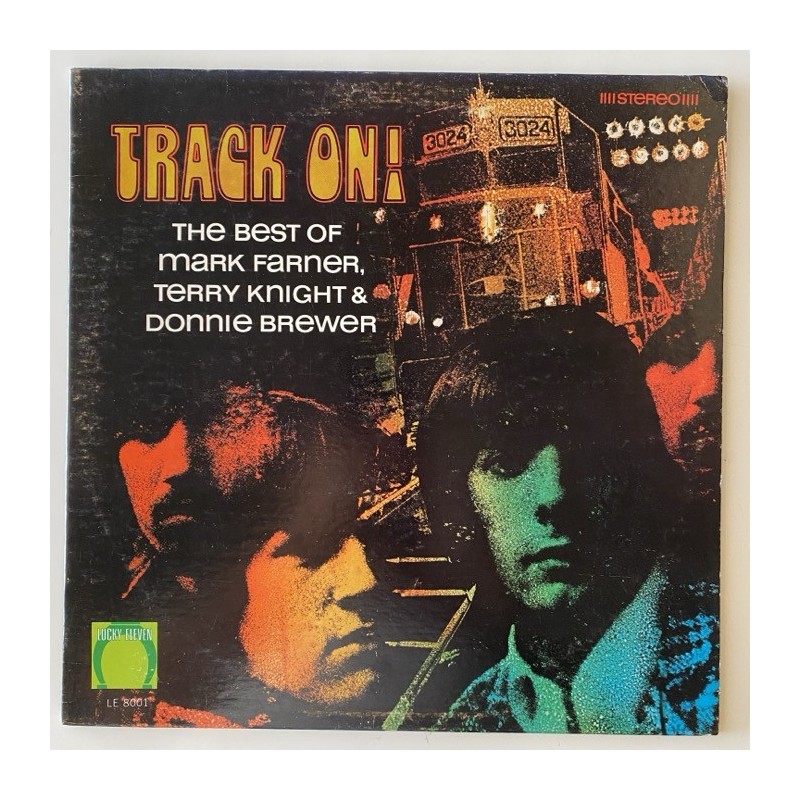 ||||STEREO||||
3024 3024
TRACK ON!
THE BEST OF
MARK FARNER,
TERRY KNIGHT &
DONNIE BREWER
LUCKY ELEVEN
LE 8001